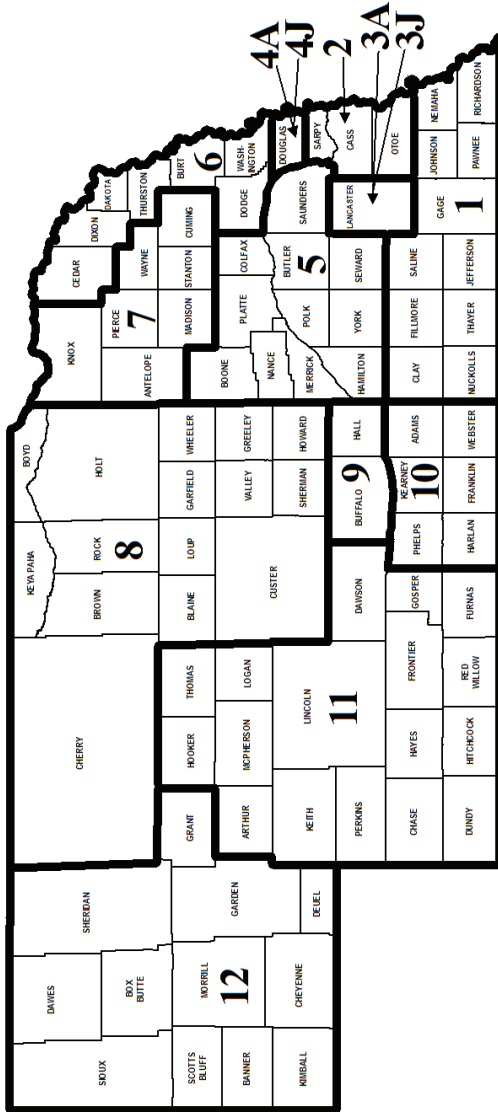 SIOUX
DAWES
BOX
BUTTE
SHERIDAN
SCOTTS
BLUFF
BANNER
KIMBALL
MORRILL
12
CHEYENNE
GARDEN
DEUEL
GRANT
CHERRY
KEYA PAHA
BOYD
BROWN
ROCK
8
HOLT
BLAINE
LOUP
GARFIELD
WHEELER
CUSTER
VALLEY
GREELEY
SHERMAN
HOWARD
HOOKER
THOMAS
ARTHUR
MCPHERSON
LOGAN
KEITH
LINCOLN
11
PERKINS
DAWSON
CHASE
HAYES
FRONTIER
GOSPER
DUNDY
HITCHCOCK
RED
WILLOW
FURNAS
BUFFALO
9
HALL
PHELPS
KEARNEY
10
ADAMS
HARLAN
FRANKLIN
WEBSTER
KNOX
ANTELOPE
PIERCE
7
WAYNE
MADISON
STANTON
CUMING
CEDAR
DIXON
DAKOTA
THURSTON
BURT
6
DODGE
WASH-
INGTON
BOONE
PLATTE
COLFAX
NANCE
MERRICK
POLK
BUTLER
5
SAUNDERS
HAMILTON
YORK
SEWARD
DOUGLAS
4A
4J
SARPY
CASS
2
OTOE
LANCASTER
3A
3J
CLAY
FILLMORE
SALINE
GAGE
1
JOHNSON
NEMAHA
NUCKOLLS
THAYER
JEFFERSON
PAWNEE
RICHARDSON